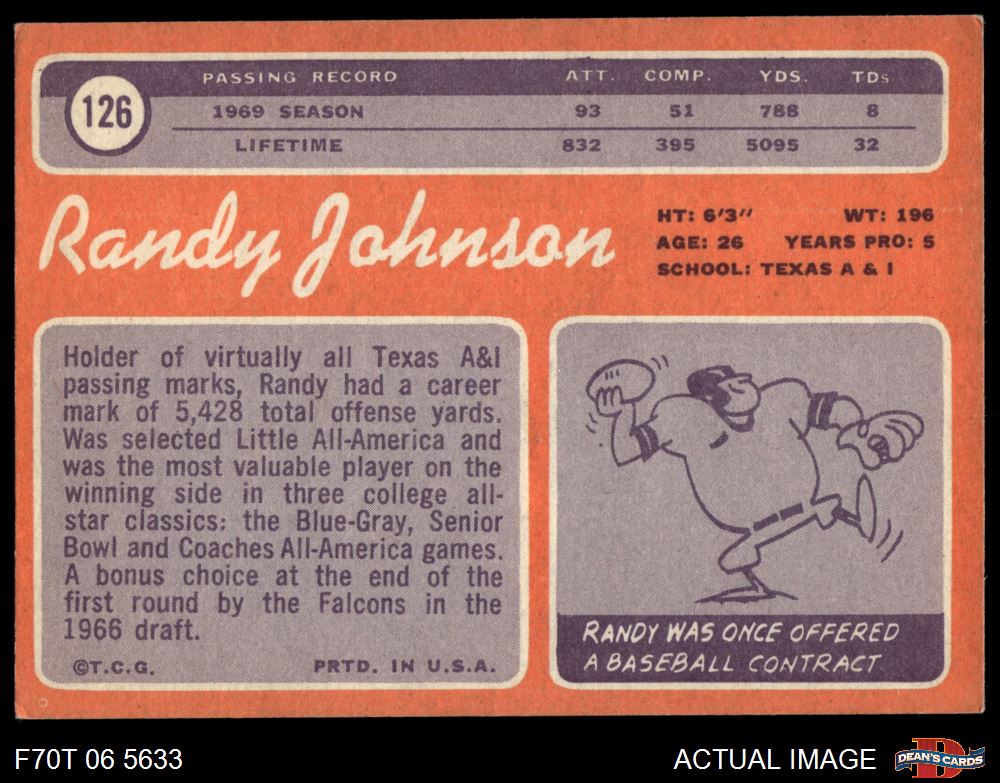 126
PASSING RECORD ATT. COMP. YDS. TDs
1969 SEASON 93 51 788 8
LIFETIME 832 395 5095 32
Randy Johnson
HT: 6'3" WT: 196
AGE: 26 YEARS PRO: 5
SCHOOL: TEXAS A & I
Holder of virtually all Texas A&I
passing marks, Randy had a career
mark of 5,428 total offense yards.
Was selected Little All-America and
was the most valuable player on the
winning side in three college all-
star classics: the Blue-Gray, Senior
Bowl and Coaches All-America games.
A bonus choice at the end of the
first round by the Falcons in the
1966 draft.
©T.C.G. PRTD. IN U.S.A.
RANDY WAS ONCE OFFERED
A BASEBALL CONTRACT.
F70T 06 5633
ACTUAL IMAGE
D
DEAN'S CARDS